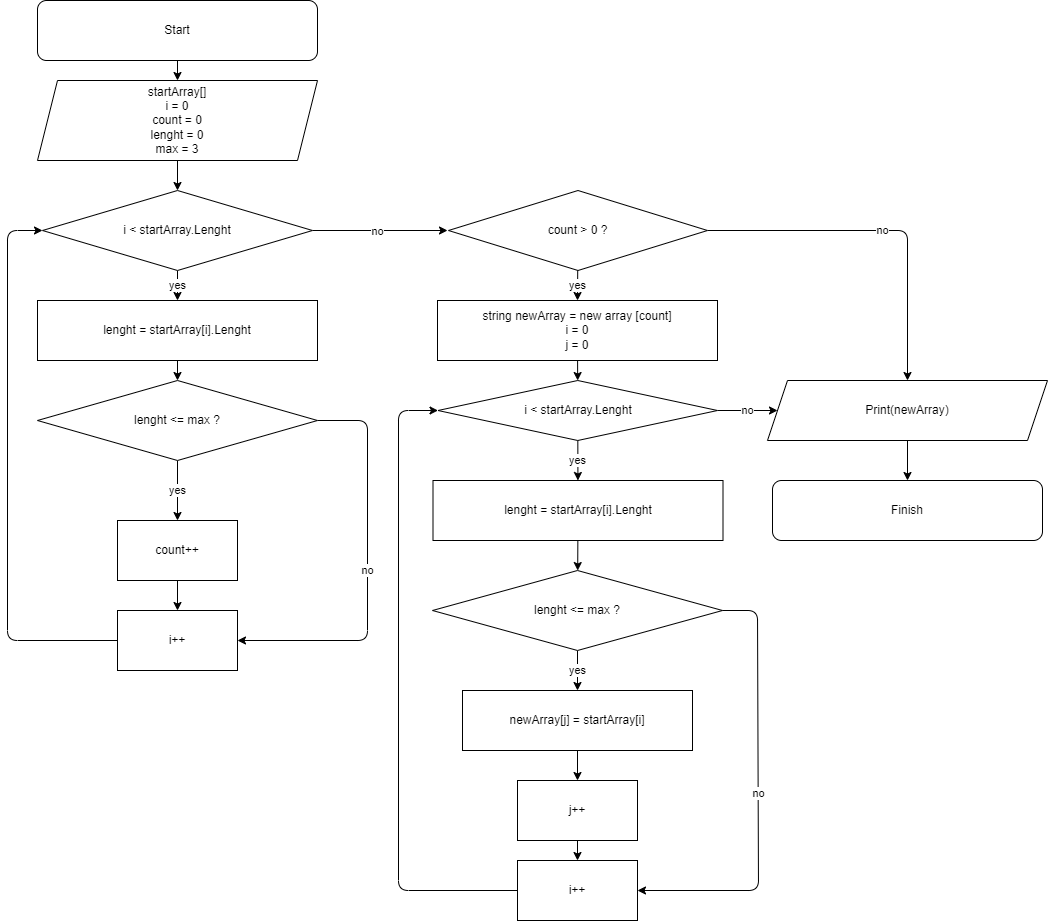 Start
startArray[]
i = 0
count = 0
lenght = 0
max = 3
i < startArray.Lenght
no
yes
lenght = startArray[i].Lenght
lenght <= max ?
yes
no
count++
i++
count > 0 ?
no
yes
string newArray = new array [count]
i = 0
j = 0
i < startArray.Lenght
no
yes
lenght = startArray[i].Lenght
lenght <= max ?
yes
no
newArray[j] = startArray[i]
j++
i++
Print(newArray)
Finish